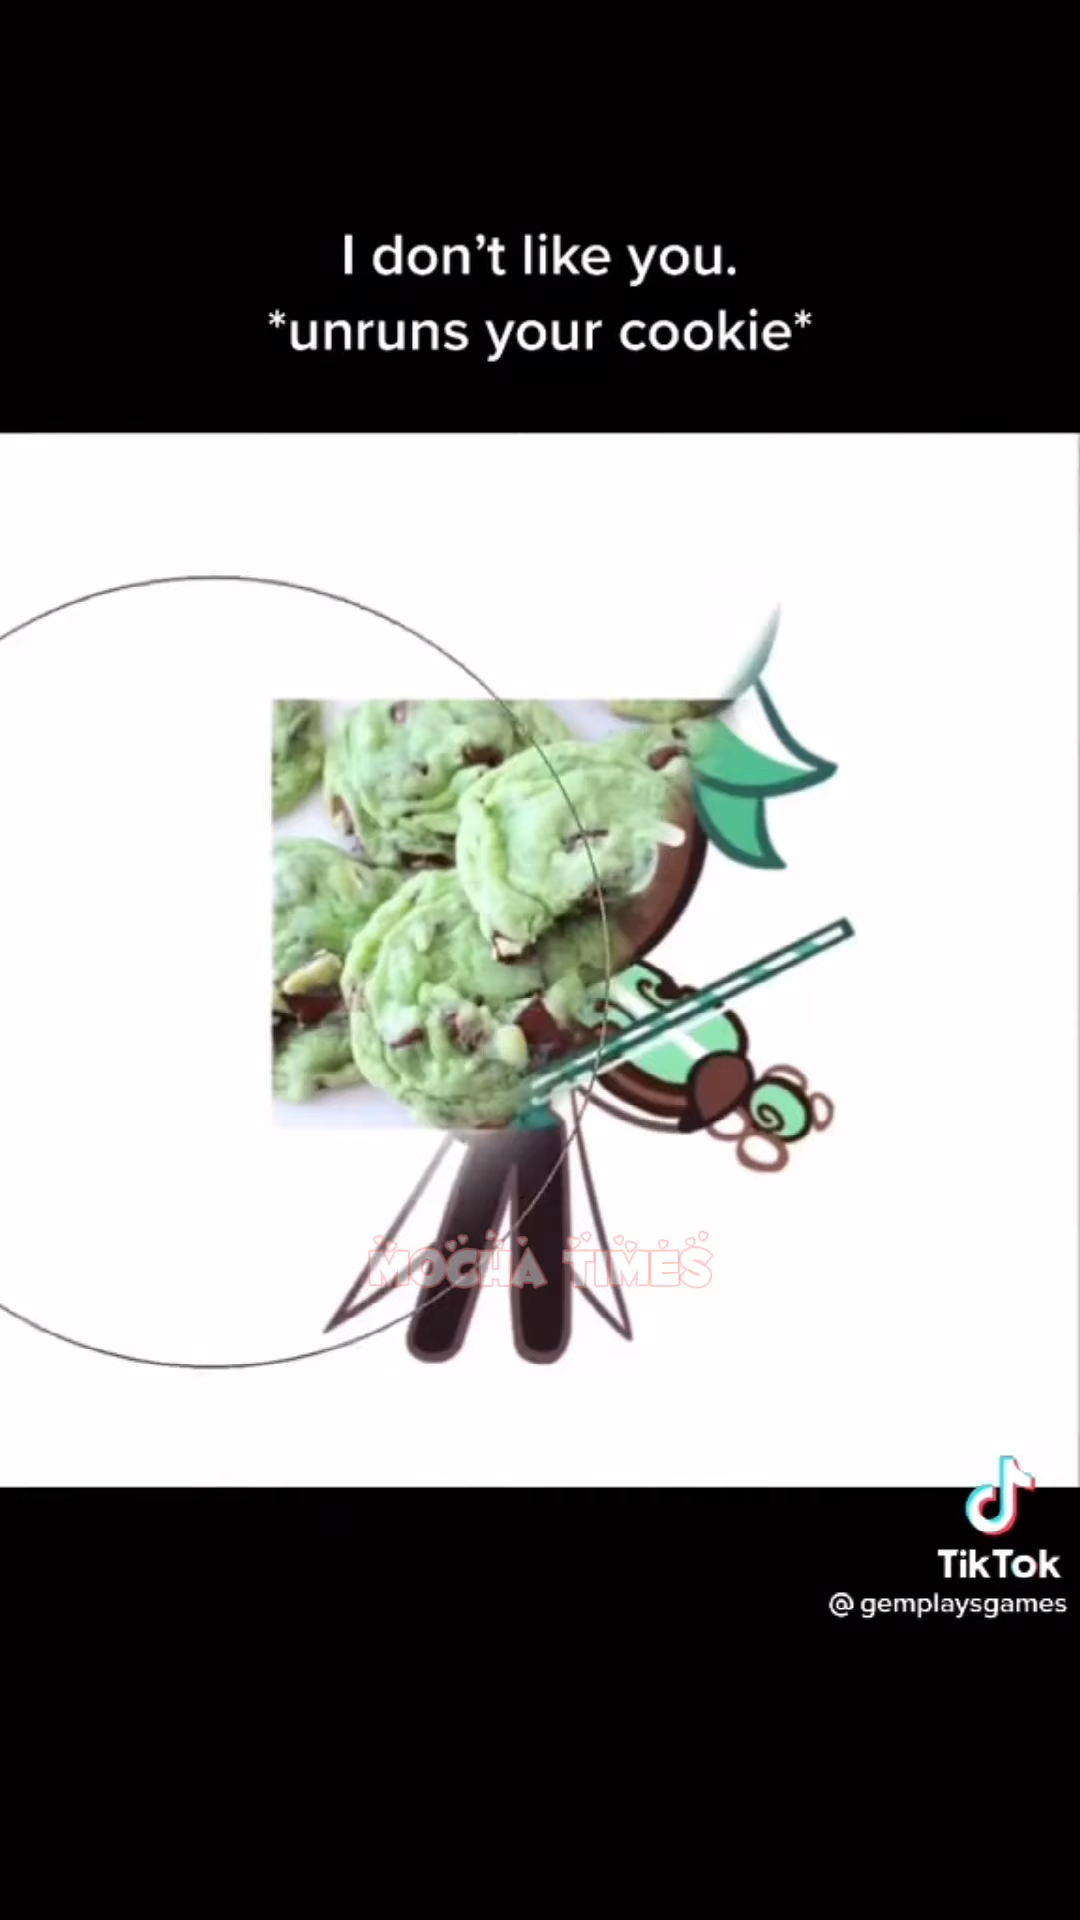 I don't like you.
*unruns your cookie*
MOCHA TIMES
TikTok
@gemplaysgames